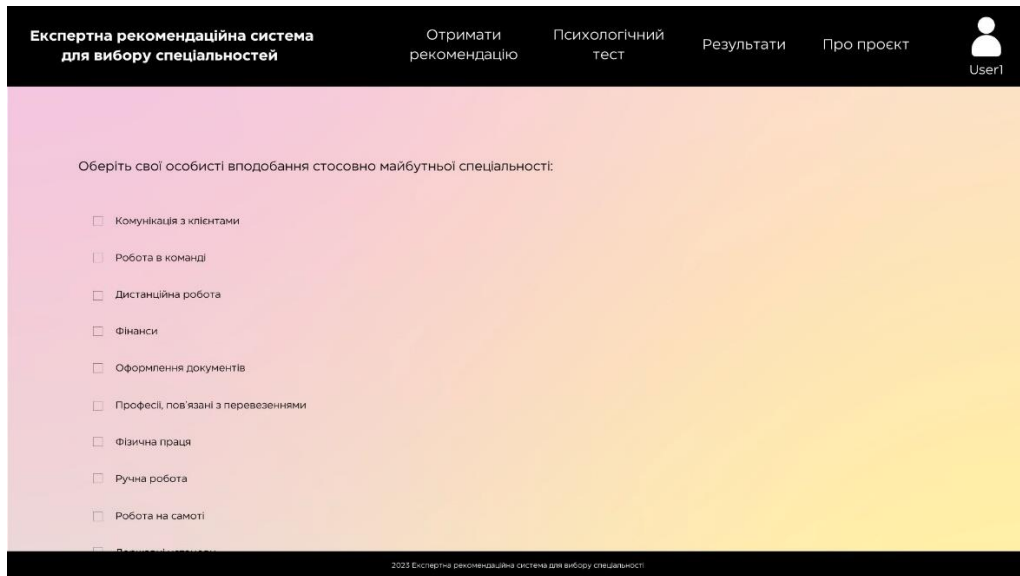 Експертна рекомендаційна система
для вибору спеціальностей
Отримати
рекомендацію
Психологічний
тест
Результати
Про проєкт
User1
Оберіть свої особисті вподобання стосовно майбутньої спеціальності:
Комунікація з клієнтами
Робота в команді
Дистанційна робота
Фінанси
Оформлення документів
Професії, пов'язані з перевезеннями
Фізична праця
Ручна робота
Робота на самоті
2023 Експертна рекомендаційна система для вибору спеціальності